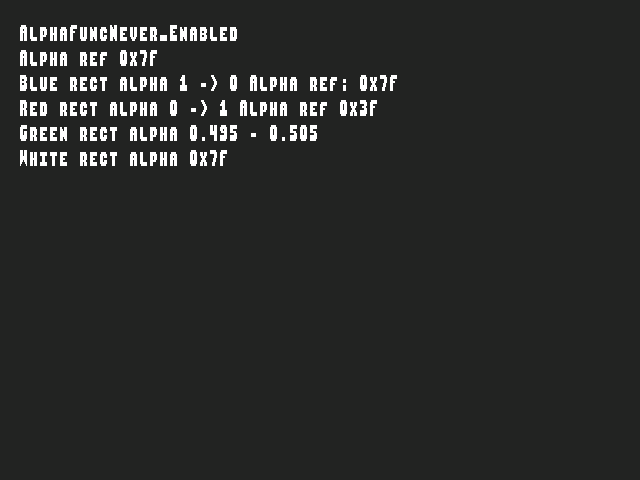 AlphaFuncNever_Enabled
Alpha ref 0x7f
Blue rect alpha 1 -> 0 Alpha ref: 0x7f
Red rect alpha 0 -> 1 Alpha ref 0x3f
Green rect alpha 0.495 - 0.505
White rect alpha 0x7f